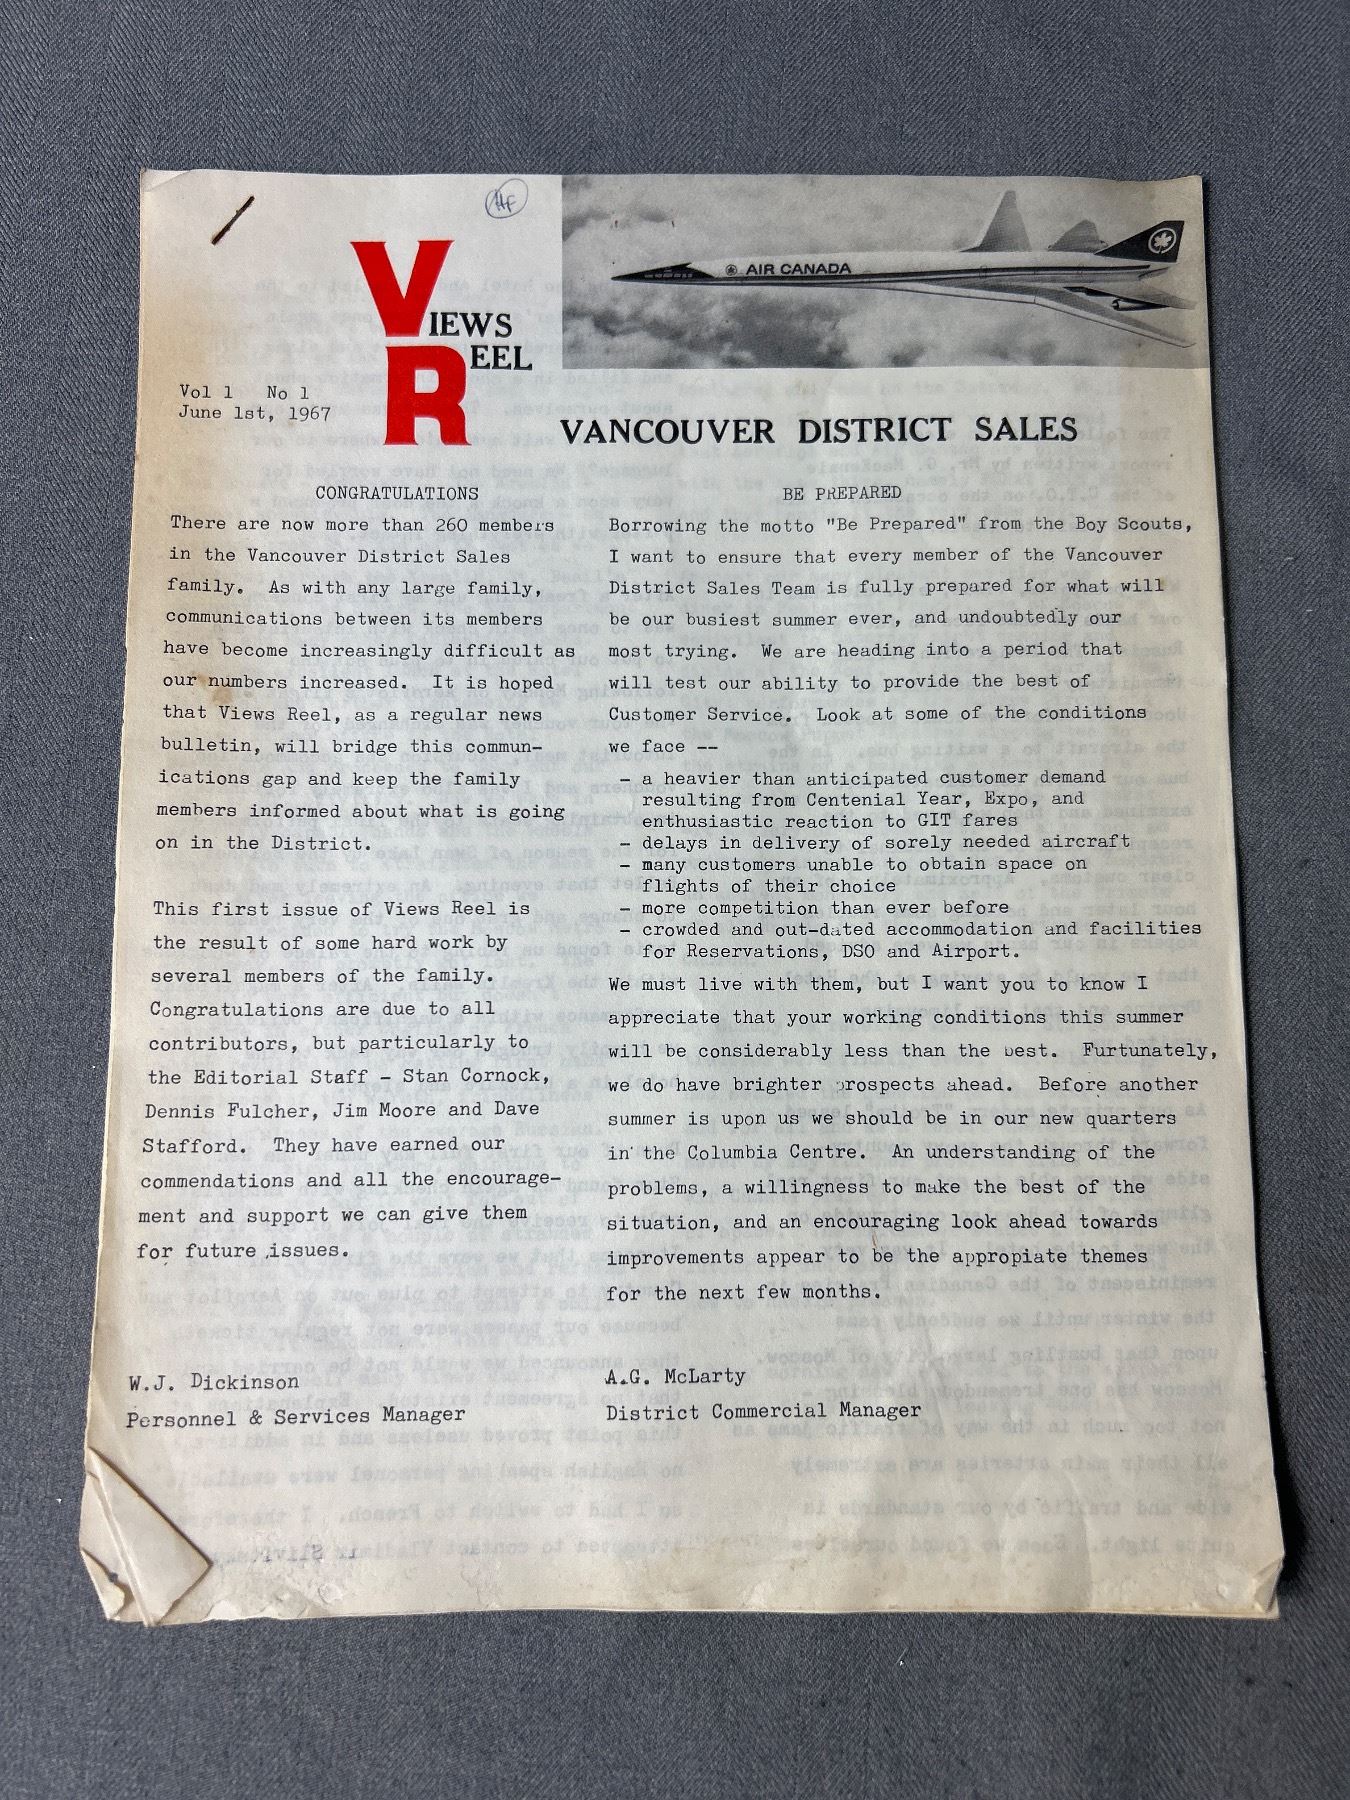 HF
AIR CANADA
VIEWS
REEL
Vol 1 No 1
June 1st, 1967
VANCOUVER DISTRICT SALES
CONGRATULATIONS
There are now more than 260 members
in the Vancouver District Sales
family. As with any large family,
communications between its members
have become increasingly difficult as
our numbers increased. It is hoped
that Views Reel, as a regular news
bulletin, will bridge this commun-
ications gap and keep the family
members informed about what is going
on in the District.
This first issue of Views Reel is
the result of some hard work by
several members of the family.
Congratulations are due to all
contributors, but particularly to
the Editorial Staff - Stan Cornock,
Dennis Fulcher, Jim Moore and Dave
Stafford. They have earned our
commendations and all the encourage-
ment and support we can give them
for future issues.
W.J. Dickinson
Personnel & Services Manager
BE PREPARED
Borrowing the motto "Be Prepared" from the Boy Scouts,
I want to ensure that every member of the Vancouver
District Sales Team is fully prepared for what will
be our busiest summer ever, and undoubtedly our
most trying. We are heading into a period that
will test our ability to provide the best of
Customer Service. Look at some of the conditions
we face --
- a heavier than anticipated customer demand
resulting from Centenial Year, Expo, and
enthusiastic reaction to GIT fares
- delays in delivery of sorely needed aircraft
- many customers unable to obtain space on
flights of their choice
- more competition than ever before
- crowded and out-dated accommodation and facilities
for Reservations, DSO and Airport.
We must live with them, but I want you to know I
appreciate that your working conditions this summer
will be considerably less than the best. Furtunately,
we do have brighter prospects ahead. Before another
summer is upon us we should be in our new quarters
in the Columbia Centre. An understanding of the
problems, a willingness to make the best of the
situation, and an encouraging look ahead towards
improvements appear to be the appropiate themes
for the next few months.
A.G. McLarty
District Commercial Manager